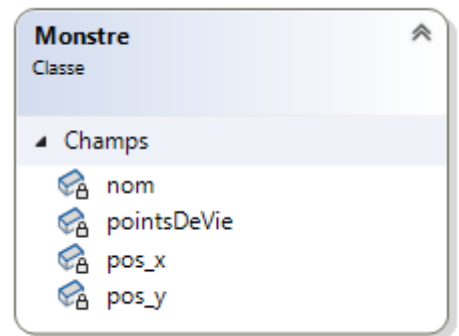 Monstre
Classe
Champs
nom
pointsDeVie
pos_x
pos_y